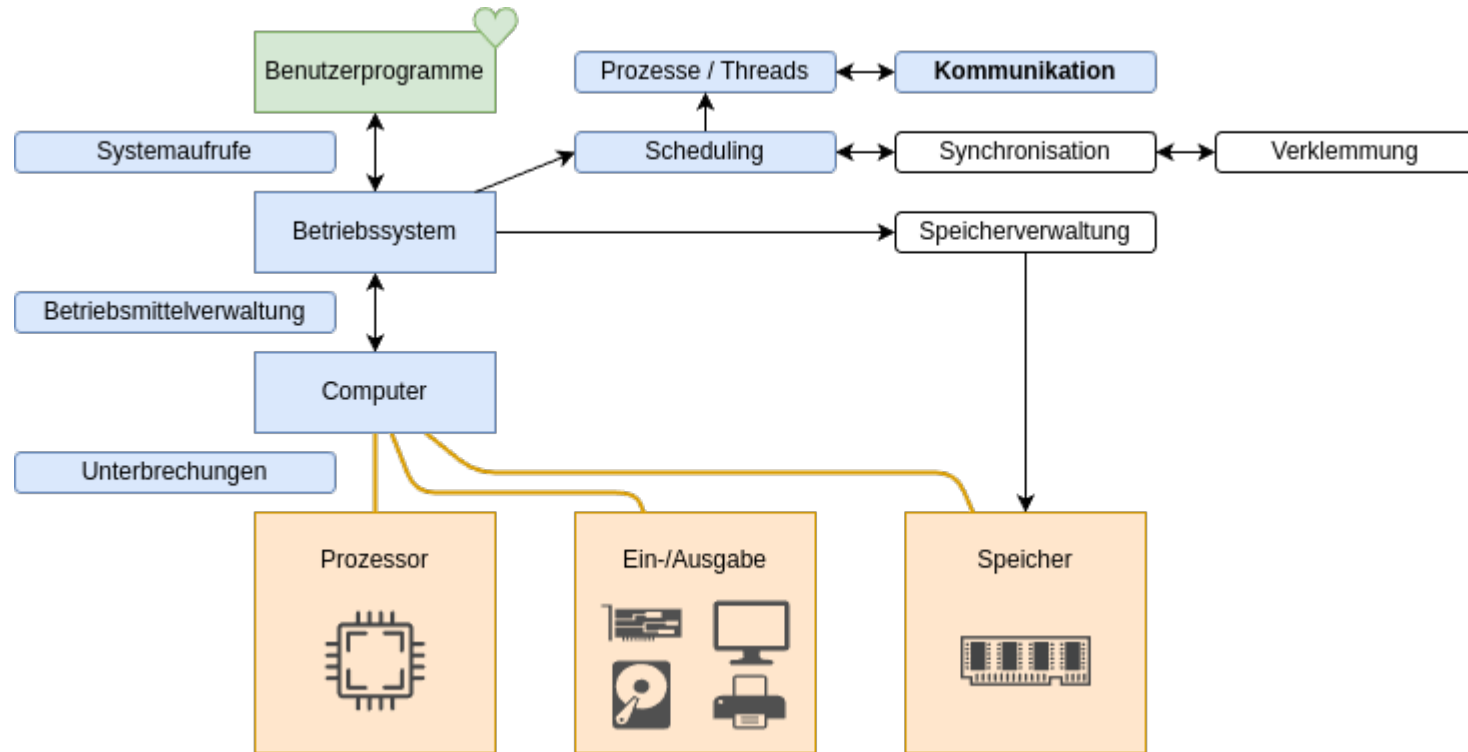 Benutzerprogramme
Prozesse / Threads
Kommunikation
Systemaufrufe
Scheduling
Synchronisation
Verklemmung
Betriebssystem
Speicherverwaltung
Betriebsmittelverwaltung
Computer
Unterbrechungen
Prozessor
Ein-/Ausgabe
Speicher